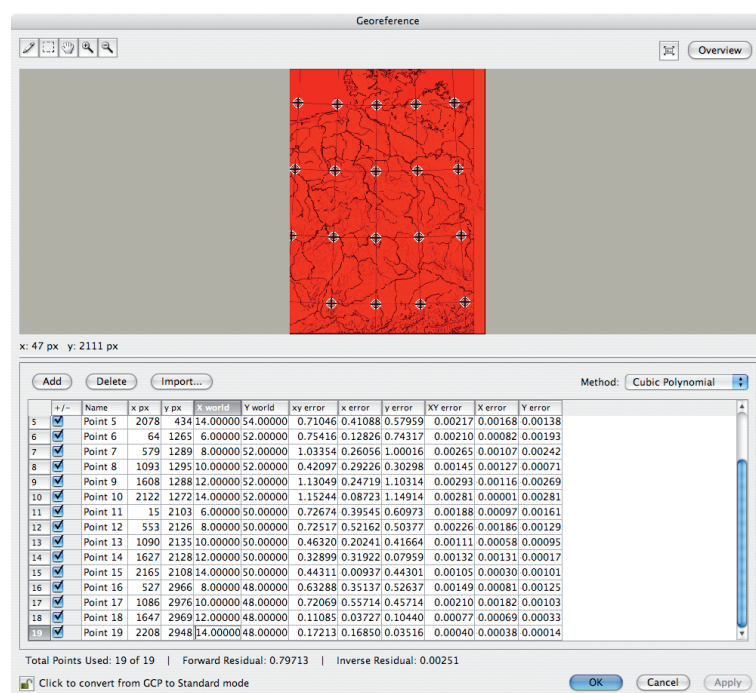 Georeference
Overview
x: 47 px y: 2111 px
Add Delete Import... Method: Cubic Polynomial
+/- Name x px y px X world Y world xy error x error y error XY error X error Y error
5 Point 5 2078 434 14.00000 54.00000 0.71046 0.41088 0.57959 0.00217 0.00168 0.00138
6 Point 6 64 1265 6.00000 52.00000 0.75416 0.12826 0.74317 0.00210 0.00082 0.00193
7 Point 7 579 1289 8.00000 52.00000 1.03354 0.26056 1.00016 0.00265 0.00107 0.00242
8 Point 8 1093 1295 10.00000 52.00000 0.42097 0.29226 0.30298 0.00145 0.00127 0.00071
9 Point 9 1608 1288 12.00000 52.00000 1.13049 0.24719 1.10314 0.00293 0.00116 0.00269
10 Point 10 2122 1272 14.00000 52.00000 1.15244 0.08723 1.14914 0.00281 0.00001 0.00281
11 Point 11 15 2103 6.00000 50.00000 0.72674 0.39545 0.60973 0.00188 0.00097 0.00161
12 Point 12 553 2126 8.00000 50.00000 0.72517 0.52162 0.50377 0.00226 0.00186 0.00129
13 Point 13 1090 2135 10.00000 50.00000 0.46320 0.20241 0.41664 0.00111 0.00058 0.00095
14 Point 14 1627 2128 12.00000 50.00000 0.32899 0.31922 0.07959 0.00132 0.00131 0.00017
15 Point 15 2165 2108 14.00000 50.00000 0.44311 0.00937 0.44301 0.00105 0.00030 0.00101
16 Point 16 527 2966 8.00000 48.00000 0.63288 0.35137 0.52637 0.00149 0.00081 0.00125
17 Point 17 1086 2976 10.00000 48.00000 0.72069 0.55714 0.45714 0.00210 0.00182 0.00103
18 Point 18 1647 2969 12.00000 48.00000 0.11085 0.03727 0.10440 0.00077 0.00069 0.00033
19 Point 19 2208 2948 14.00000 48.00000 0.17213 0.16850 0.03516 0.00040 0.00038 0.00014
Total Points Used: 19 of 19 | Forward Residual: 0.79713 | Inverse Residual: 0.00251
Click to convert from GCP to Standard mode OK Cancel Apply